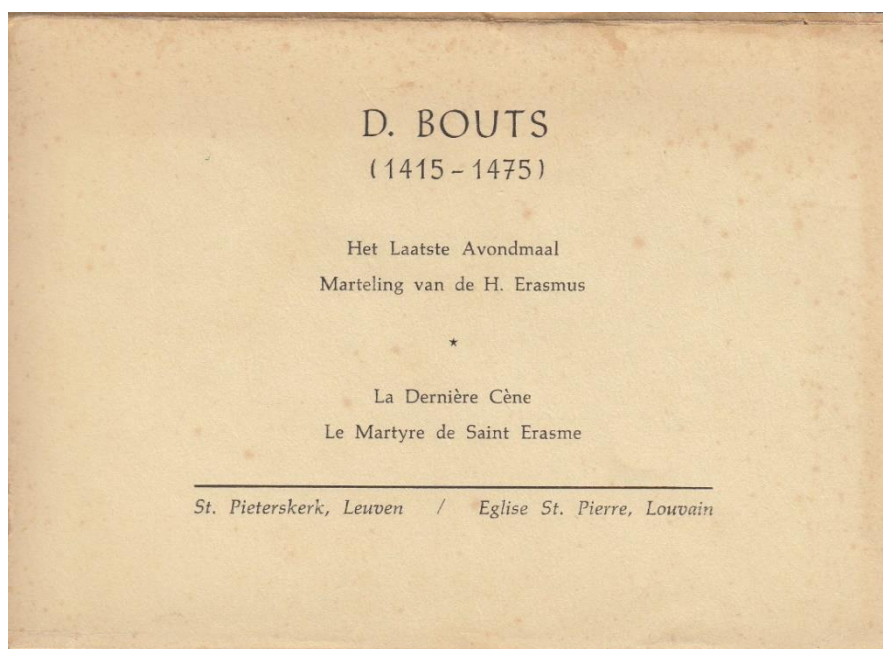 D. BOUTS
(1415-1475)
Het Laatste Avondmaal
Marteling van de H. Erasmus
★
La Dernière Cène
Le Martyre de Saint Erasme
St. Pieterskerk, Leuven / Eglise St. Pierre, Louvain